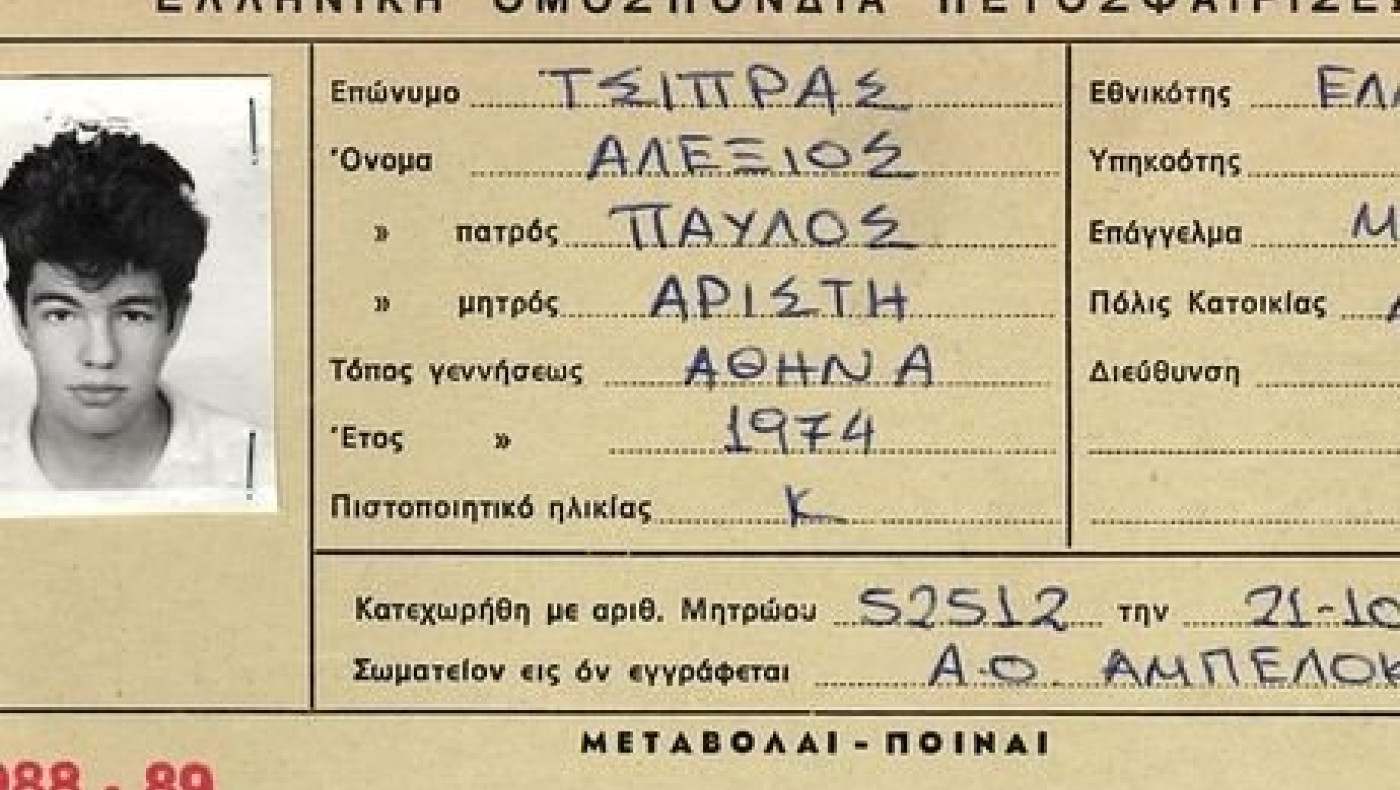 ΕΛΛΗΝΙΚΗ ΟΜΟΣΠΟΝΔΙΑ ΠΕΤΟΣΦΑΙΡΙΣΕΩ
Επώνυμο ΤΣΙΠΡΑΣ
Όνομα ΑΛΕΞΙΟΣ
» πατρός ΠΑΥΛΟΣ
» μητρός ΑΡΙΣΤΗ
Τόπος γεννήσεως ΑΘΗΝΑ
Έτος » 1974
Πιστοποιητικό ηλικίας Κ
Εθνικότης ΕΛΛ
Υπηκοότης
Επάγγελμα Μ
Πόλις Κατοικίας
Διεύθυνση
Κατεχωρήθη με αριθ. Μητρώου 52512 την 21-10
Σωματείον εις όν εγγράφεται Α.Ο. ΑΜΠΕΛΟΚ
ΜΕΤΑΒΟΛΑΙ - ΠΟΙΝΑΙ
988 - 89